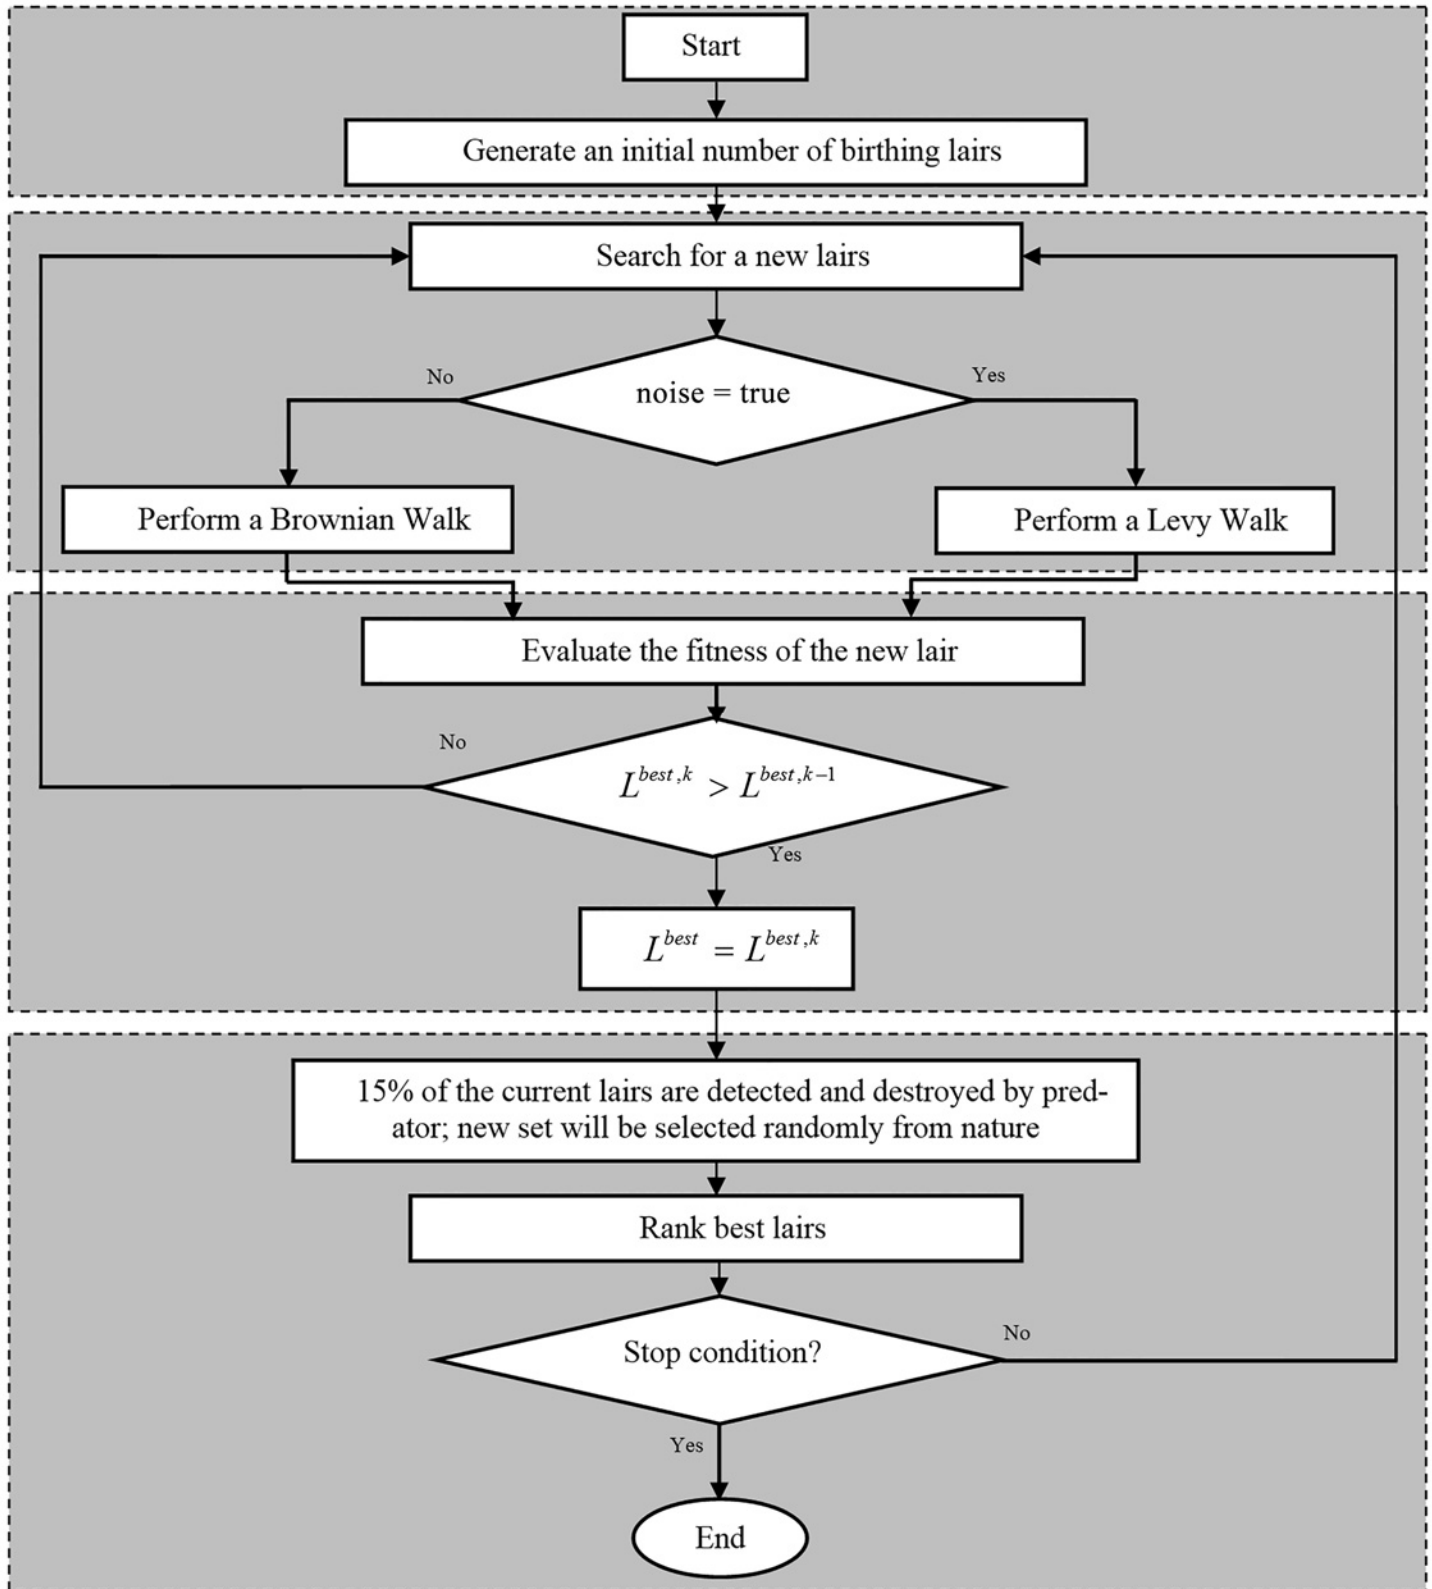 Start
Generate an initial number of birthing lairs
Search for a new lairs
No
Yes
noise = true
Perform a Brownian Walk
Perform a Levy Walk
Evaluate the fitness of the new lair
No
L^{best,k} > L^{best,k-1}
Yes
L^{best} = L^{best,k}
15% of the current lairs are detected and destroyed by pred-
ator; new set will be selected randomly from nature
Rank best lairs
No
Stop condition?
Yes
End